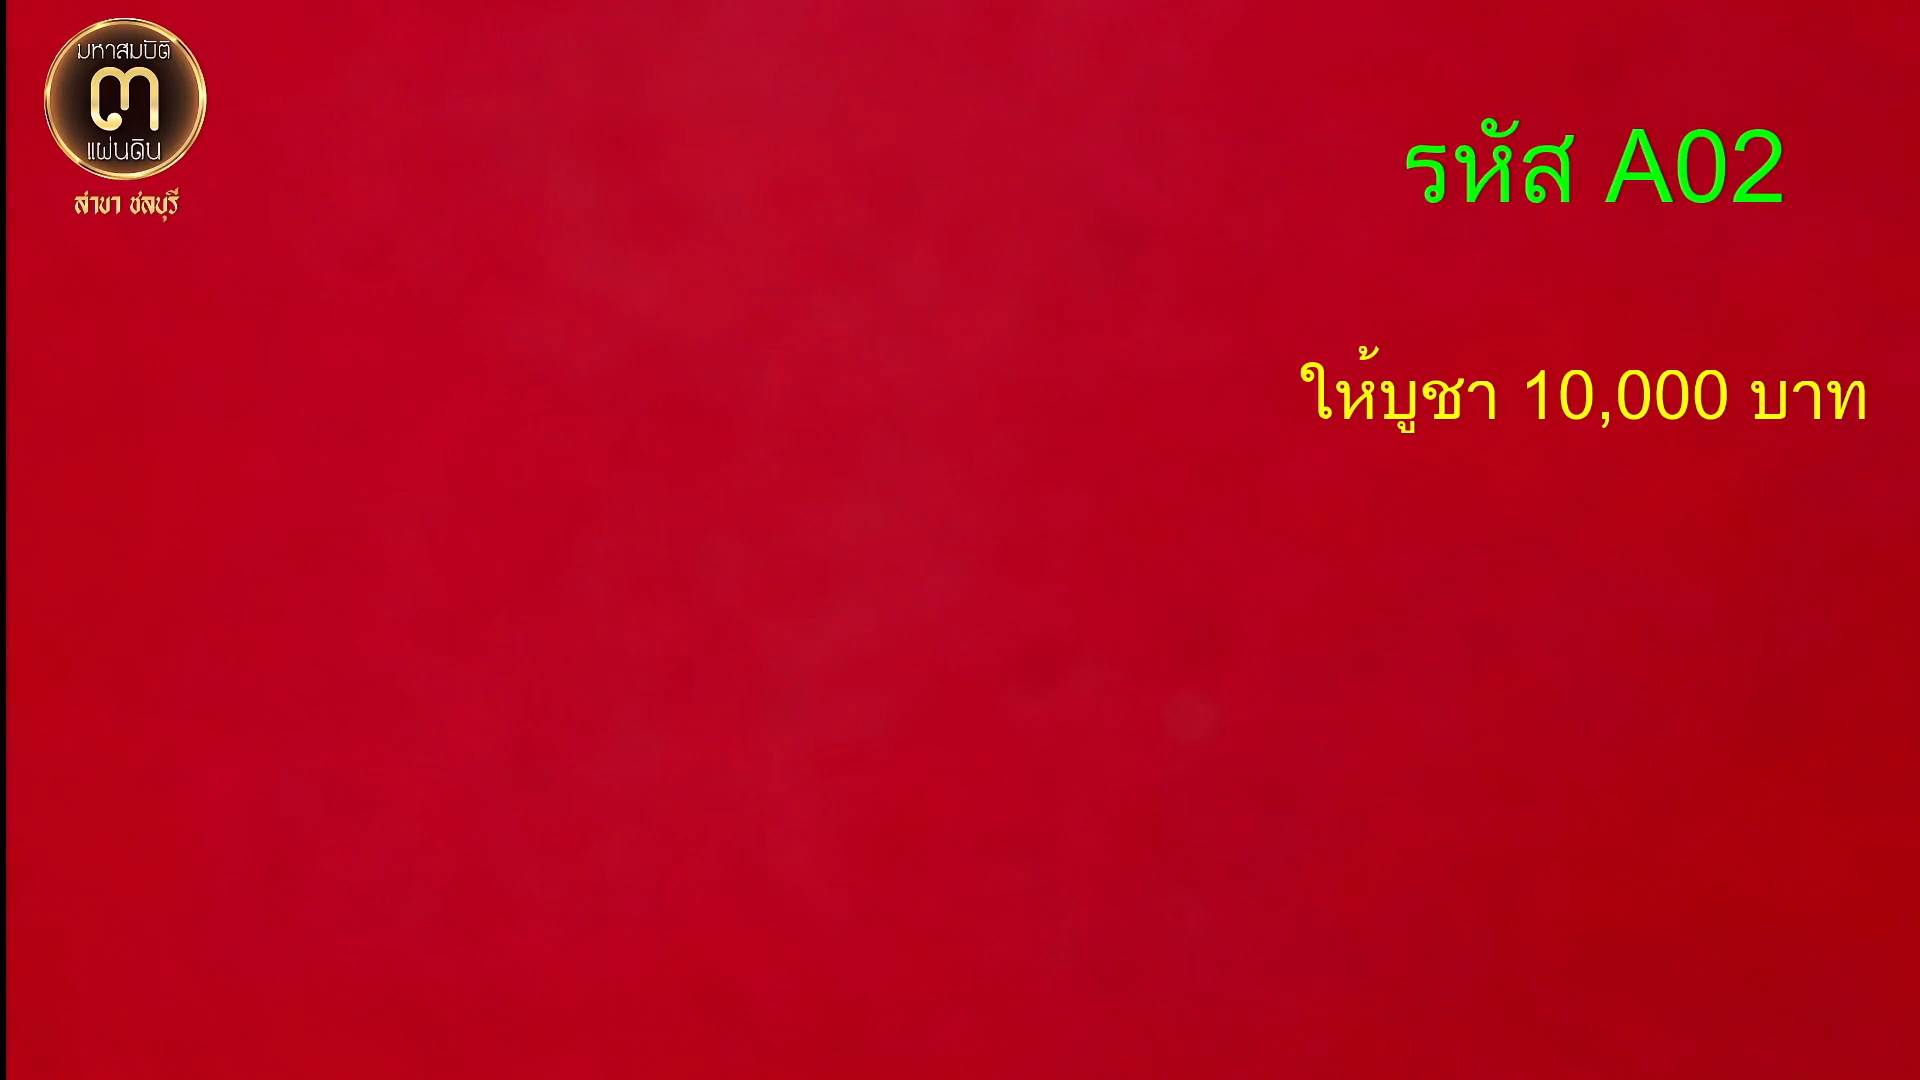 มหาสมบัติ
๓
แผ่นดิน
สาขา ชลบุรี
รหัส A02
ให้บูชา 10,000 บาท